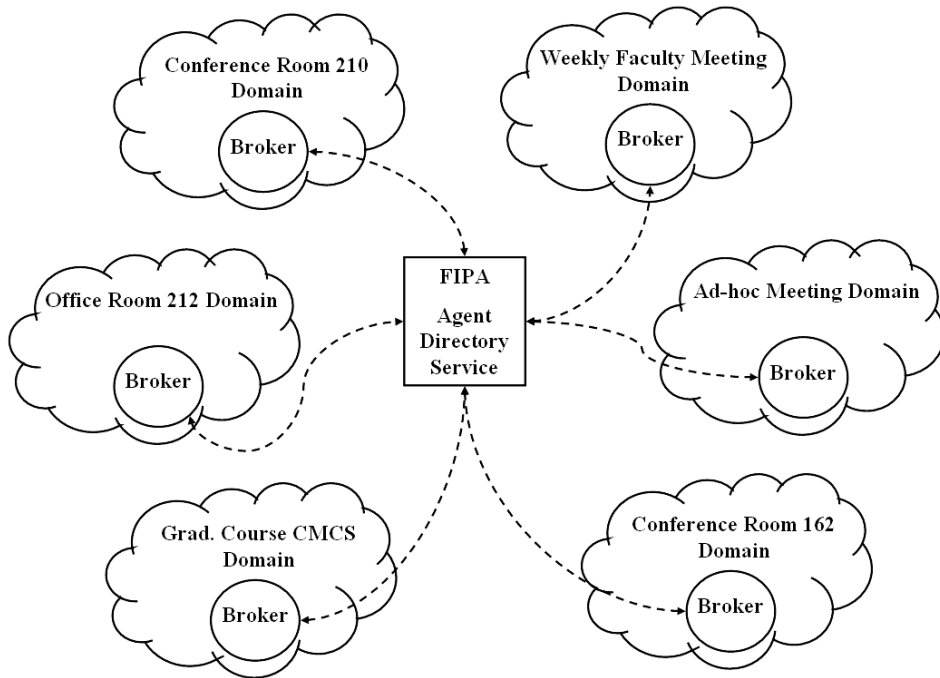 Conference Room 210
Domain
Broker
Weekly Faculty Meeting
Domain
Broker
Office Room 212 Domain
Broker
FIPA
Agent
Directory
Service
Ad-hoc Meeting Domain
Broker
Grad. Course CMCS
Domain
Broker
Conference Room 162
Domain
Broker